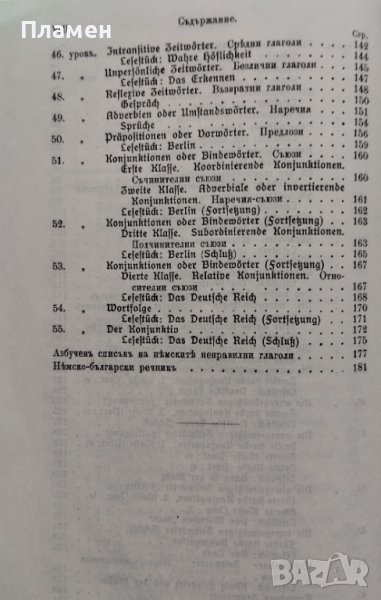 Пламен
Съдържание.
Стр.
46. урокъ. Intransitive Zeitwörter. Срѣдни глаголи . . . . 142
Leseſtück: Wahre Höflichkeit . . . . . . . 144
47. „ Unpersönliche Zeitwörter. Безлични глаголи . . 145
Leseſtück: Das Erkennen . . . . . . . . 147
48. „ Reflexive Zeitwörter. Възвратни глаголи . . . . 148
Gespräch . . . . . . . . . . . . . 150
49. „ Adverbien oder Umstandswörter. Наречия . . . 151
Sprüche . . . . . . . . . . . . . 154
50. „ Präpositionen oder Vorwörter. Предлози . . . . 156
Leseſtück: Berlin . . . . . . . . . . . 159
51. „ Konjunktionen oder Bindewörter. Съюзи . . . . 160
Erste Klasse. Koordinierende Konjunktionen.
Съчинителни съюзи . . . . . . . . . 160
Zweite Klasse. Adverbiale oder invertierende
Konjunktionen. Наречия-съюзи . . . . . . 161
Leseſtück: Berlin (Fortsetzung) . . . . . . 162
52. „ Konjunktionen oder Bindewörter (Fortsetzung) . . 163
Dritte Klasse. Subordinierende Konjunktionen.
Подчинителни съюзи . . . . . . . . . 163
Leseſtück: Berlin (Schluß) . . . . . . . . 165
53. „ Konjunktionen oder Bindewörter (Fortsetzung) . . 166
Vierte Klasse. Relative Konjunktionen. Относителни съюзи . . . . . . . . . . . 167
Leseſtück: Das Deutsche Reich . . . . . . 168
54. „ Wortfolge . . . . . . . . . . . . . 170
Leseſtück: Das Deutsche Reich (Fortsetzung) . . 171
55. „ Der Konjunktiv . . . . . . . . . . . 172
Leseſtück: Das Deutsche Reich (Schluß) . . . . 175
Азбученъ списъкъ на нѣмскитѣ неправилни глаголи . . . . 177
Нѣмско-български речникъ . . . . . . . . . . . 181
BAZAR